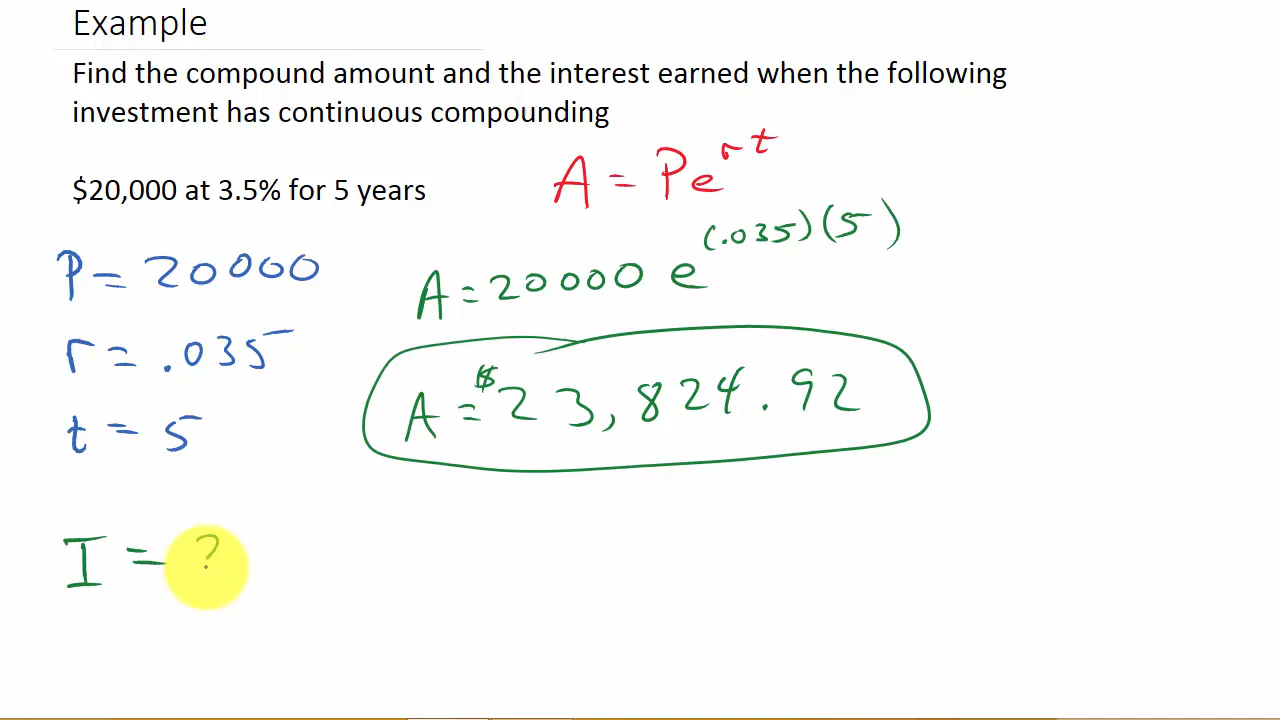 Example
Find the compound amount and the interest earned when the following
investment has continuous compounding
$20,000 at 3.5% for 5 years
A = Pe^rt
P = 20000
A = 20000 e^(.035)(5)
r = .035
A = $23,824.92
t = 5
I = ?